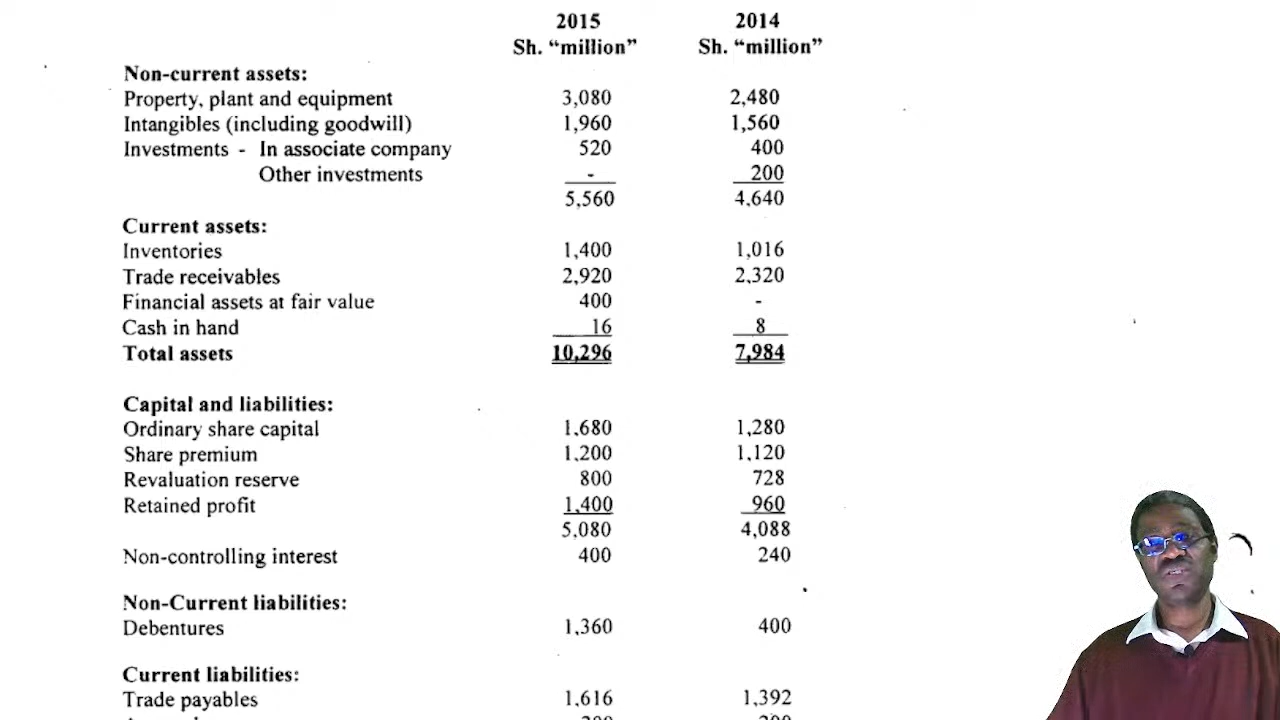 2015 2014
Sh. “million” Sh. “million”
Non-current assets:
Property, plant and equipment 3,080 2,480
Intangibles (including goodwill) 1,960 1,560
Investments - In associate company 520 400
Other investments - 200
5,560 4,640
Current assets:
Inventories 1,400 1,016
Trade receivables 2,920 2,320
Financial assets at fair value 400 -
Cash in hand 16 8
Total assets 10,296 7,984
Capital and liabilities:
Ordinary share capital 1,680 1,280
Share premium 1,200 1,120
Revaluation reserve 800 728
Retained profit 1,400 960
5,080 4,088
Non-controlling interest 400 240
Non-Current liabilities:
Debentures 1,360 400
Current liabilities:
Trade payables 1,616 1,392